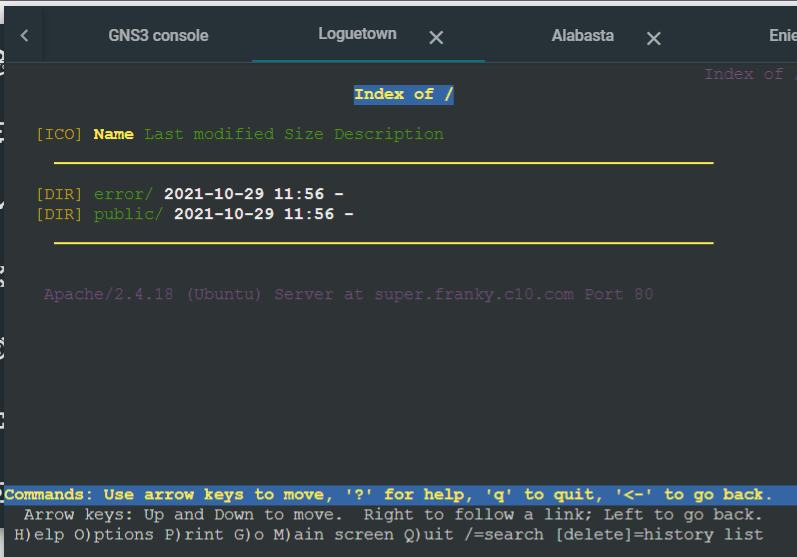 GNS3 console Loguetown Alabasta Enie
Index of /
Index of /
[ICO] Name Last modified Size Description
[DIR] error/ 2021-10-29 11:56 -
[DIR] public/ 2021-10-29 11:56 -
Apache/2.4.18 (Ubuntu) Server at super.franky.c10.com Port 80
Commands: Use arrow keys to move, '?' for help, 'q' to quit, '<-' to go back.
Arrow keys: Up and Down to move. Right to follow a link; Left to go back.
H)elp O)ptions P)rint G)o M)ain screen Q)uit /=search [delete]=history list